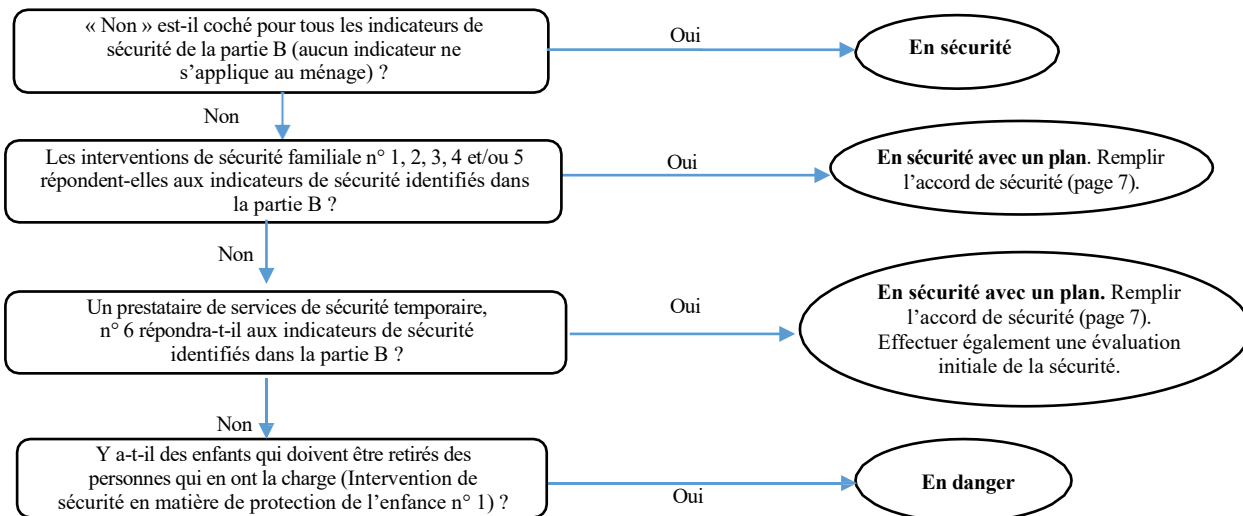 « Non » est-il coché pour tous les indicateurs de
sécurité de la partie B (aucun indicateur ne
s'applique au ménage) ?
Oui
En sécurité
Non
Les interventions de sécurité familiale n° 1, 2, 3, 4 et/ou 5
répondent-elles aux indicateurs de sécurité identifiés dans
la partie B ?
Oui
En sécurité avec un plan. Remplir
l'accord de sécurité (page 7).
Non
Un prestataire de services de sécurité temporaire,
n° 6 répondra-t-il aux indicateurs de sécurité
identifiés dans la partie B ?
Oui
En sécurité avec un plan. Remplir
l'accord de sécurité (page 7).
Effectuer également une évaluation
initiale de la sécurité.
Non
Y a-t-il des enfants qui doivent être retirés des
personnes qui en ont la charge (Intervention de
sécurité en matière de protection de l'enfance n° 1) ?
Oui
En danger